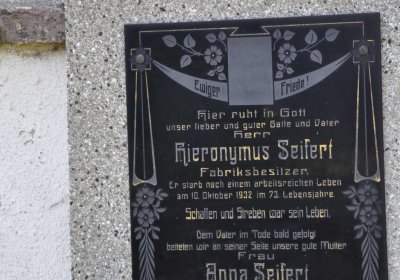 Ewiger Friede!
Hier ruht in Gott
unser lieber und guter Gatte und Vater
Herr
Hieronymus Seifert
Fabriksbesitzer.
Er starb nach einem arbeitsreichen Leben
am 10. Oktober 1932 im 73. Lebensjahre.
Schaffen und Streben war sein Leben.
Dem Vater im Tode bald gefolgt
betteten wir an seiner Seite unsere gute Mutter
Frau
Anna Seifert